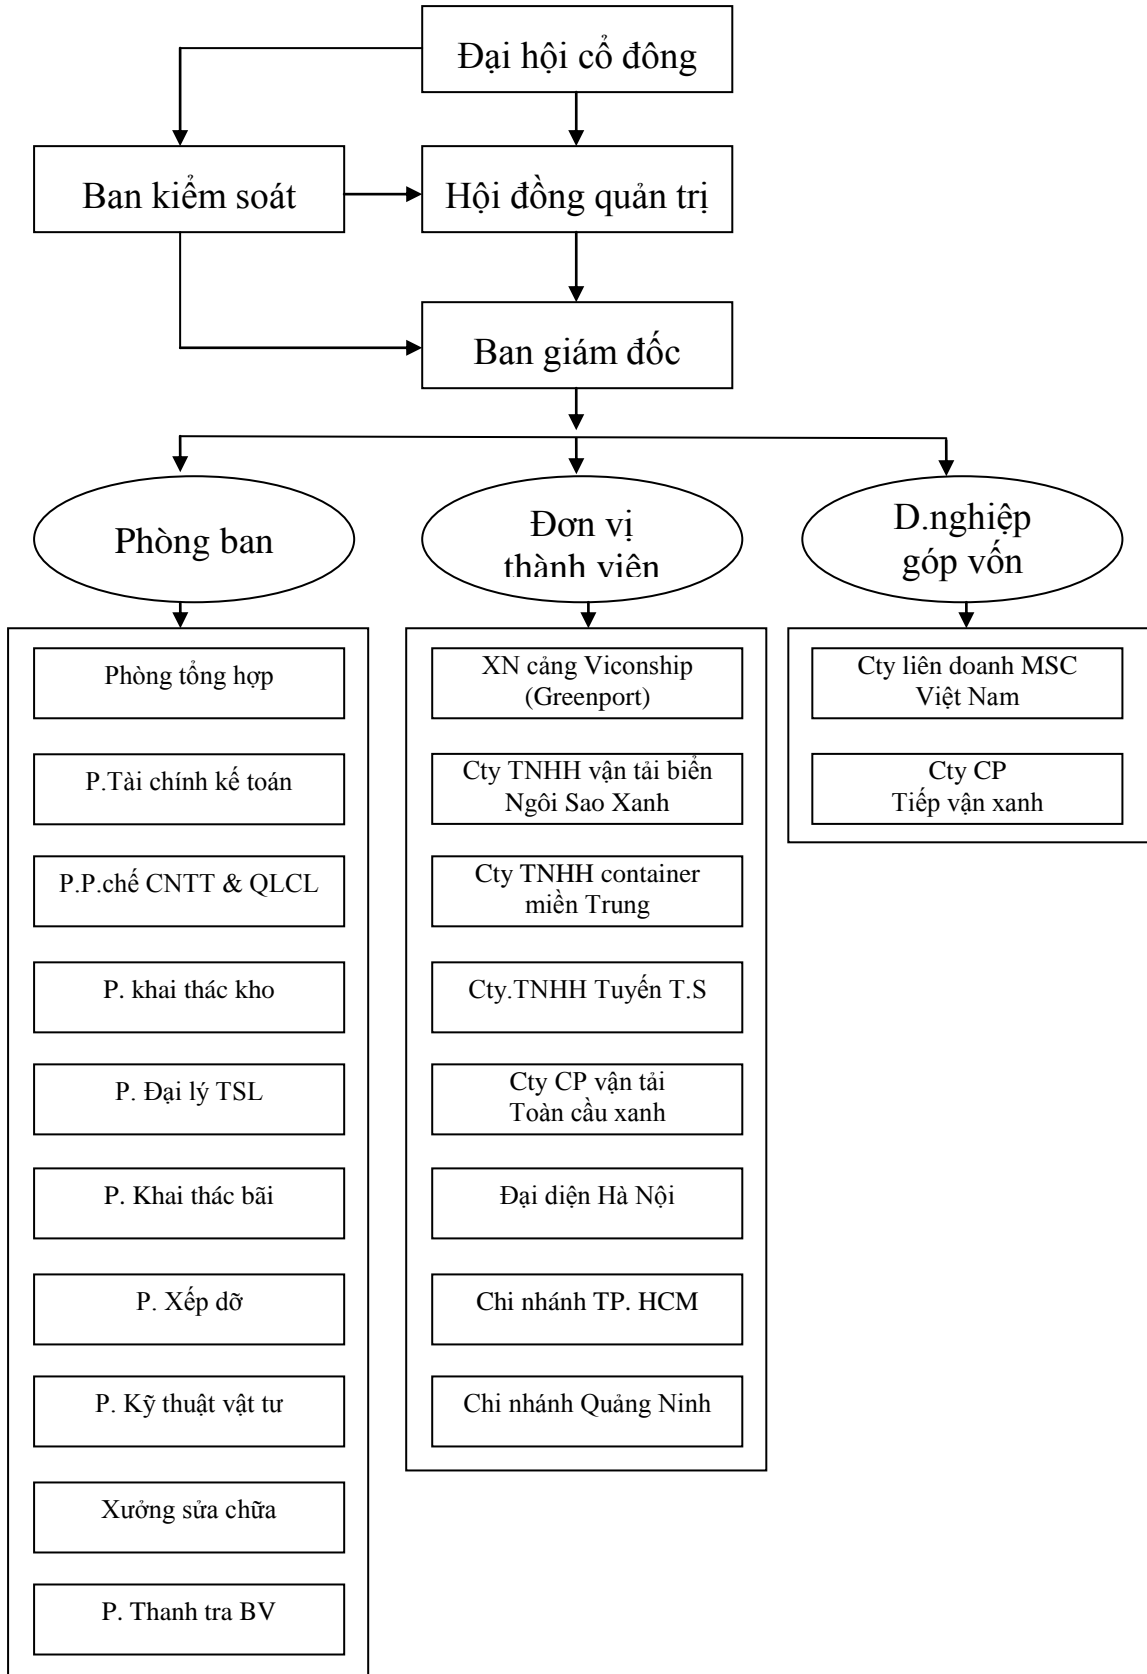 Đại hội cổ đông
Ban kiểm soát
Hội đồng quản trị
Ban giám đốc
Phòng ban
Đơn vị
thành viên
D.nghiệp
góp vốn
Phòng tổng hợp
P.Tài chính kế toán
P.P.chế CNTT & QLCL
P. khai thác kho
P. Đại lý TSL
P. Khai thác bãi
P. Xếp dỡ
P. Kỹ thuật vật tư
Xưởng sửa chữa
P. Thanh tra BV
XN cảng Viconship
(Greenport)
Cty TNHH vận tải biển
Ngôi Sao Xanh
Cty TNHH container
miền Trung
Cty.TNHH Tuyến T.S
Cty CP vận tải
Toàn cầu xanh
Đại diện Hà Nội
Chi nhánh TP. HCM
Chi nhánh Quảng Ninh
Cty liên doanh MSC
Việt Nam
Cty CP
Tiếp vận xanh